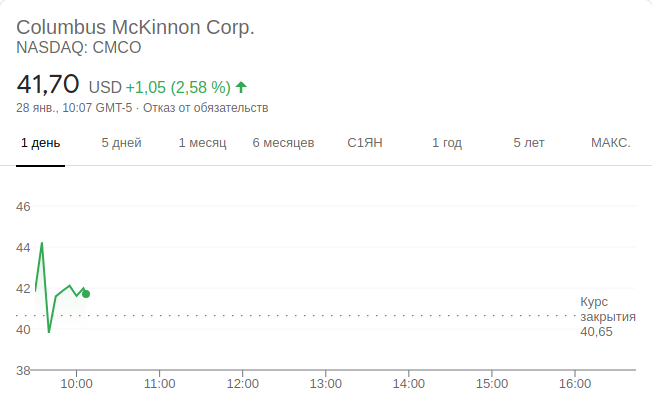 Columbus McKinnon Corp.
NASDAQ: CMCO
41,70 USD +1,05 (2,58 %)
28 янв., 10:07 GMT-5 · Отказ от обязательств
1 день 5 дней 1 месяц 6 месяцев С1ЯН 1 год 5 лет МАКС.
46
44
42
Курс
закрытия
40,65
40
38
10:00 11:00 12:00 13:00 14:00 15:00 16:00